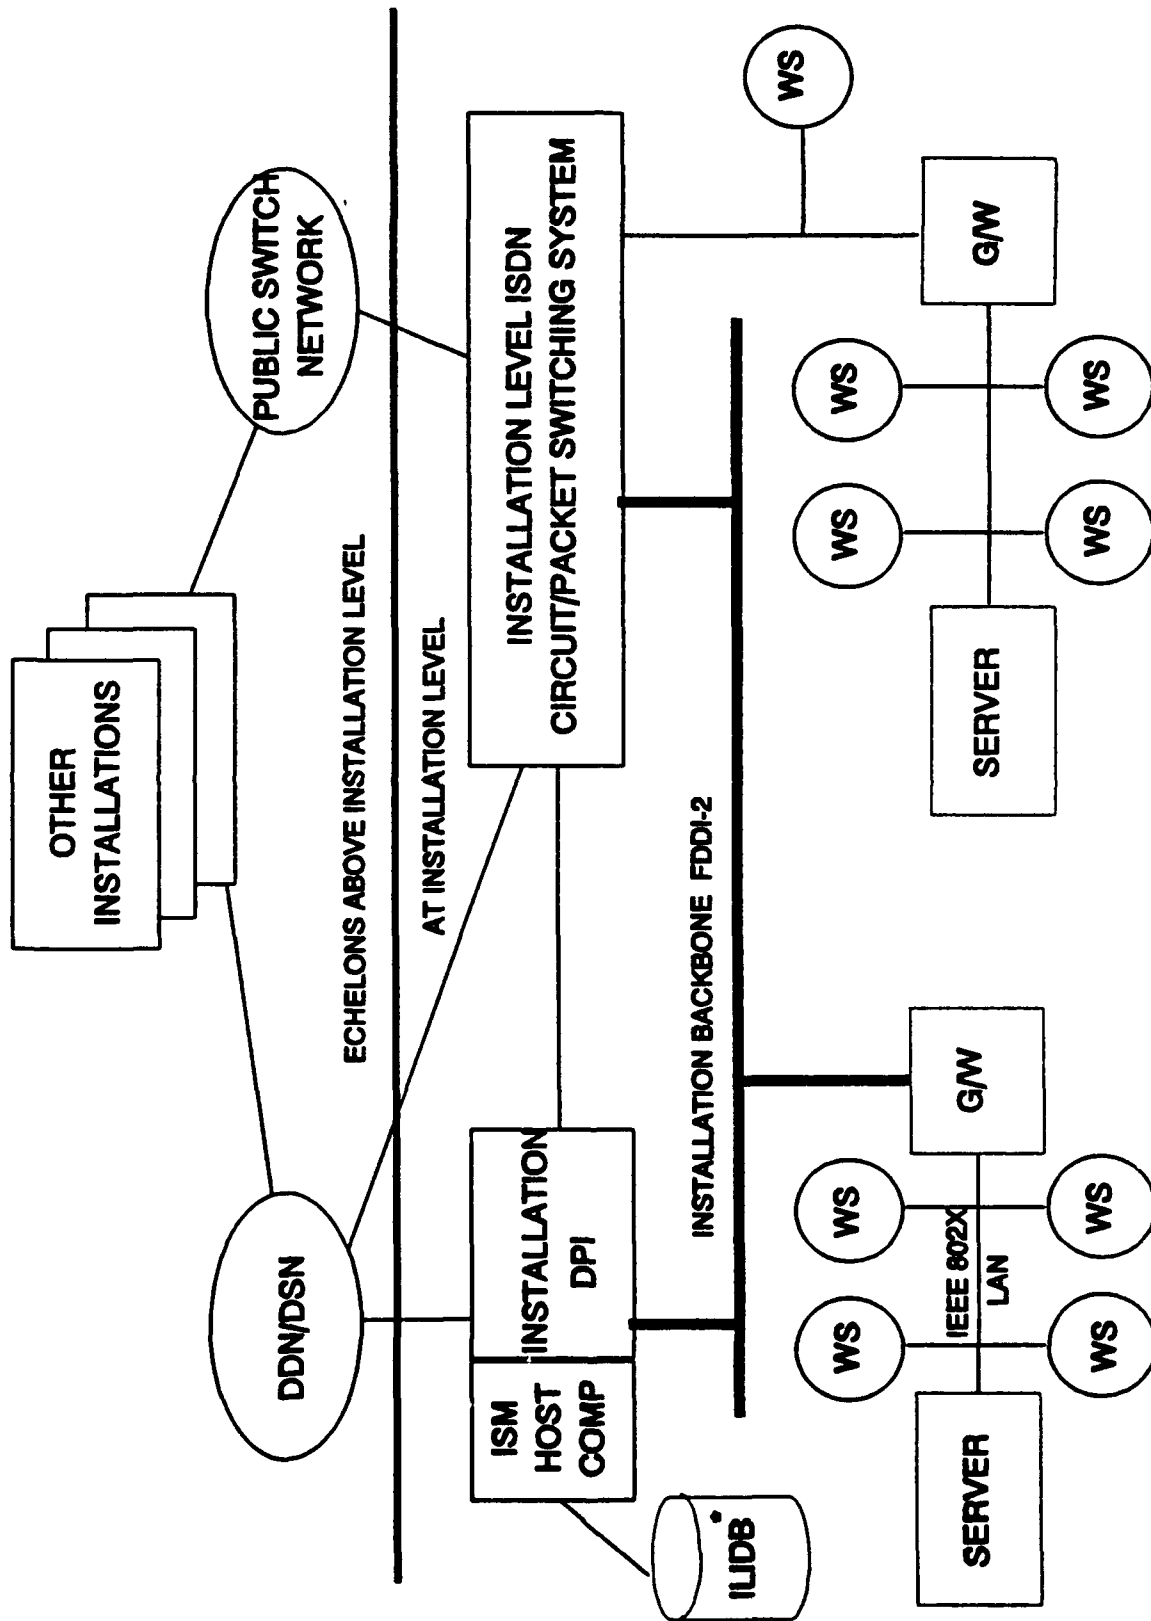 OTHER
INSTALLATIONS
DDN/DSN
PUBLIC SWITCH
NETWORK
ECHELONS ABOVE INSTALLATION LEVEL
AT INSTALLATION LEVEL
ISM
HOST
COMP
INSTALLATION
DPI
INSTALLATION LEVEL ISDN
CIRCUIT/PACKET SWITCHING SYSTEM
ILIDB *
INSTALLATION BACKBONE FDDI-2
WS
WS
WS
WS
WS
SERVER
IEEE 802X
LAN
G/W
SERVER
G/W
WS
WS
WS
WS